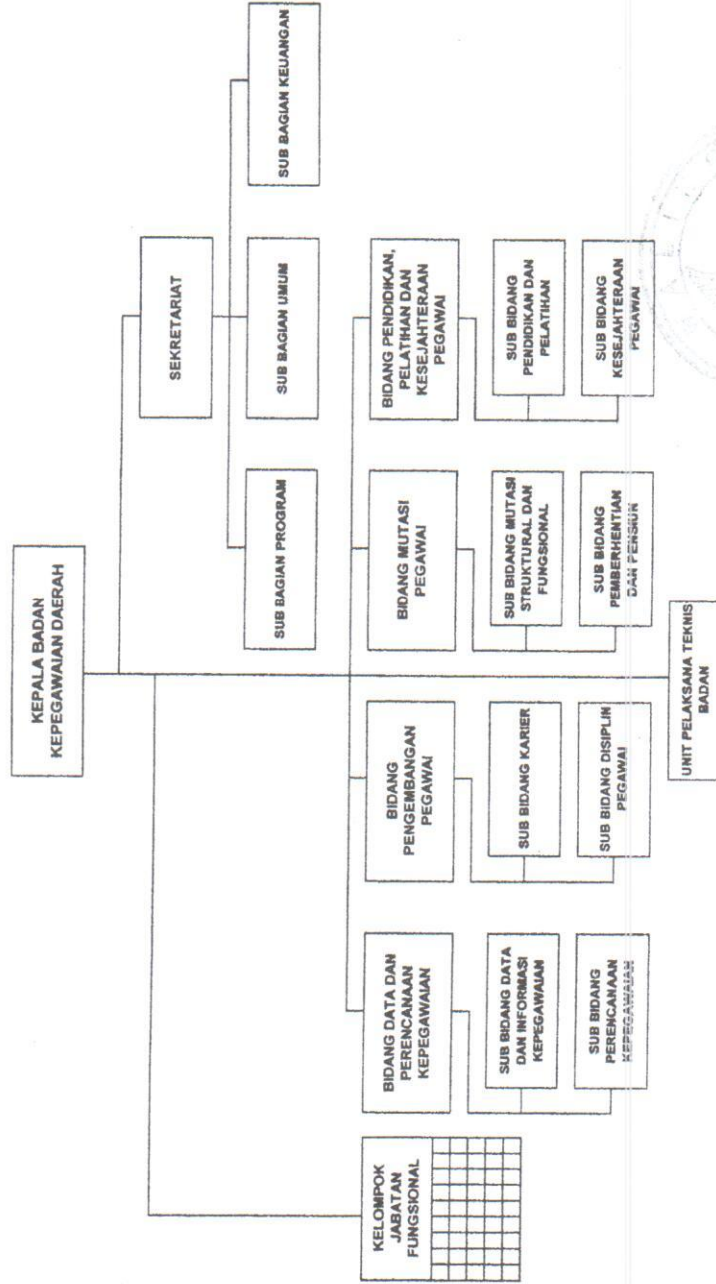 KEPALA BADAN
KEPEGAWAIAN DAERAH
SEKRETARIAT
SUB BAGIAN PROGRAM
SUB BAGIAN UMUM
SUB BAGIAN KEUANGAN
KELOMPOK
JABATAN
FUNGSIONAL
BIDANG DATA DAN
PERENCANAAN
KEPEGAWAIAN
BIDANG
PENGEMBANGAN
PEGAWAI
BIDANG MUTASI
PEGAWAI
BIDANG PENDIDIKAN,
PELATIHAN DAN
KESEJAHTERAAN
PEGAWAI
SUB BIDANG DATA
DAN INFORMASI
KEPEGAWAIAN
SUB BIDANG KARIER
SUB BIDANG MUTASI
STRUKTURAL DAN
FUNGSIONAL
SUB BIDANG
PENDIDIKAN DAN
PELATIHAN
SUB BIDANG
PERENCANAAN
KEPEGAWAIAN
SUB BIDANG DISIPLIN
PEGAWAI
SUB BIDANG
PEMBERHENTIAN
DAN PENSIUN
SUB BIDANG
KESEJAHTERAAN
PEGAWAI
UNIT PELAKSANA TEKNIS
BADAN